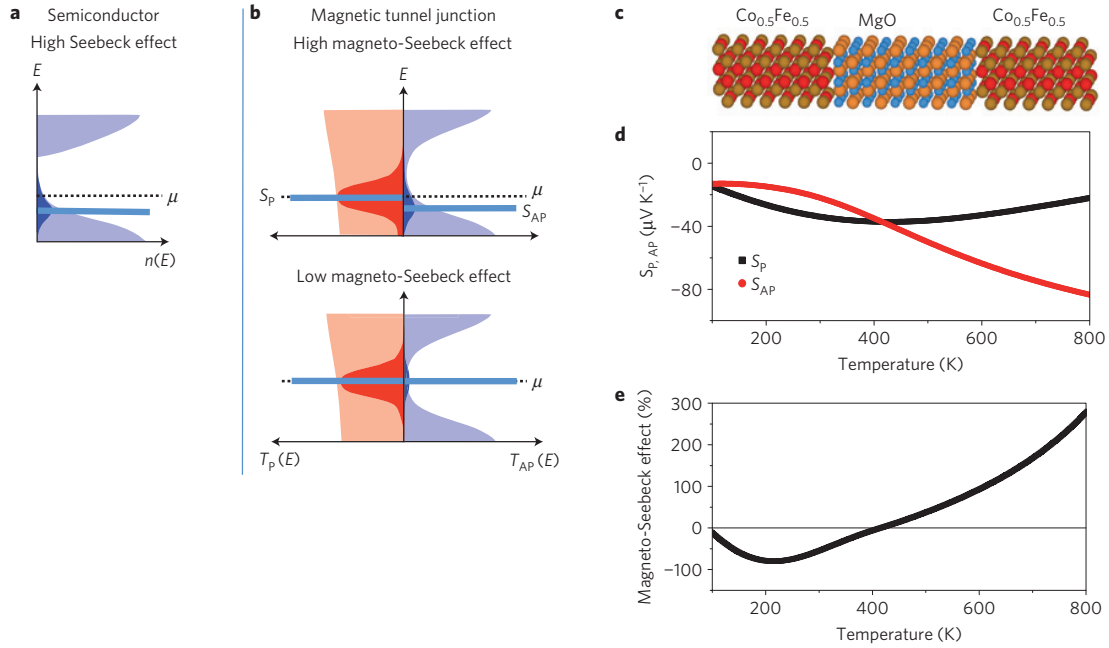 a
Semiconductor
High Seebeck effect
E
μ
n(E)
b
Magnetic tunnel junction
High magneto-Seebeck effect
E
S_P
μ
S_AP
Low magneto-Seebeck effect
μ
T_P(E)
T_AP(E)
c
Co0.5Fe0.5
MgO
Co0.5Fe0.5
d
S_P, AP (μV K⁻¹)
0
−40
−80
S_P
S_AP
200
400
600
800
Temperature (K)
e
Magneto-Seebeck effect (%)
300
200
100
0
−100
200
400
600
800
Temperature (K)